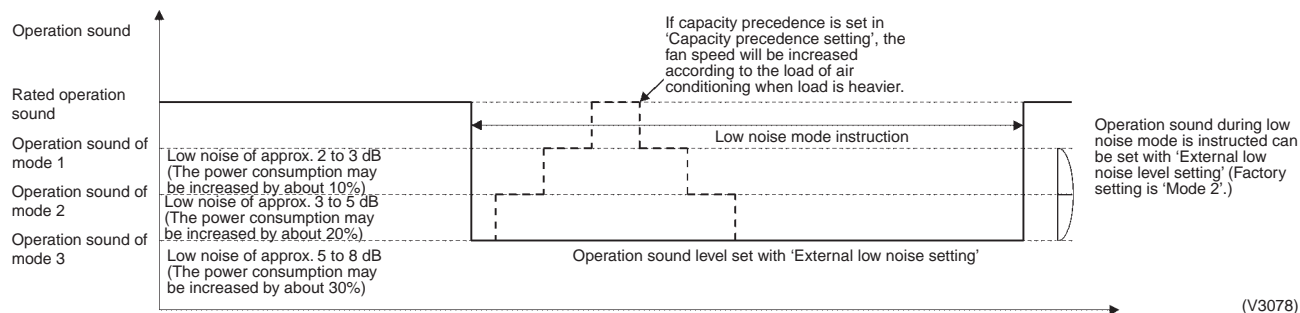 Operation sound
If capacity precedence is set in
‘Capacity precedence setting’, the
fan speed will be increased
according to the load of air
conditioning when load is heavier.
Rated operation
sound
Low noise mode instruction
Operation sound during low
noise mode is instructed can
be set with ‘External low
noise level setting’ (Factory
setting is ‘Mode 2’.)
Operation sound of
mode 1
Low noise of approx. 2 to 3 dB
(The power consumption may
be increased by about 10%)
Operation sound of
mode 2
Low noise of approx. 3 to 5 dB
(The power consumption may
be increased by about 20%)
Operation sound of
mode 3
Low noise of approx. 5 to 8 dB
(The power consumption may
be increased by about 30%)
Operation sound level set with ‘External low noise setting’
(V3078)